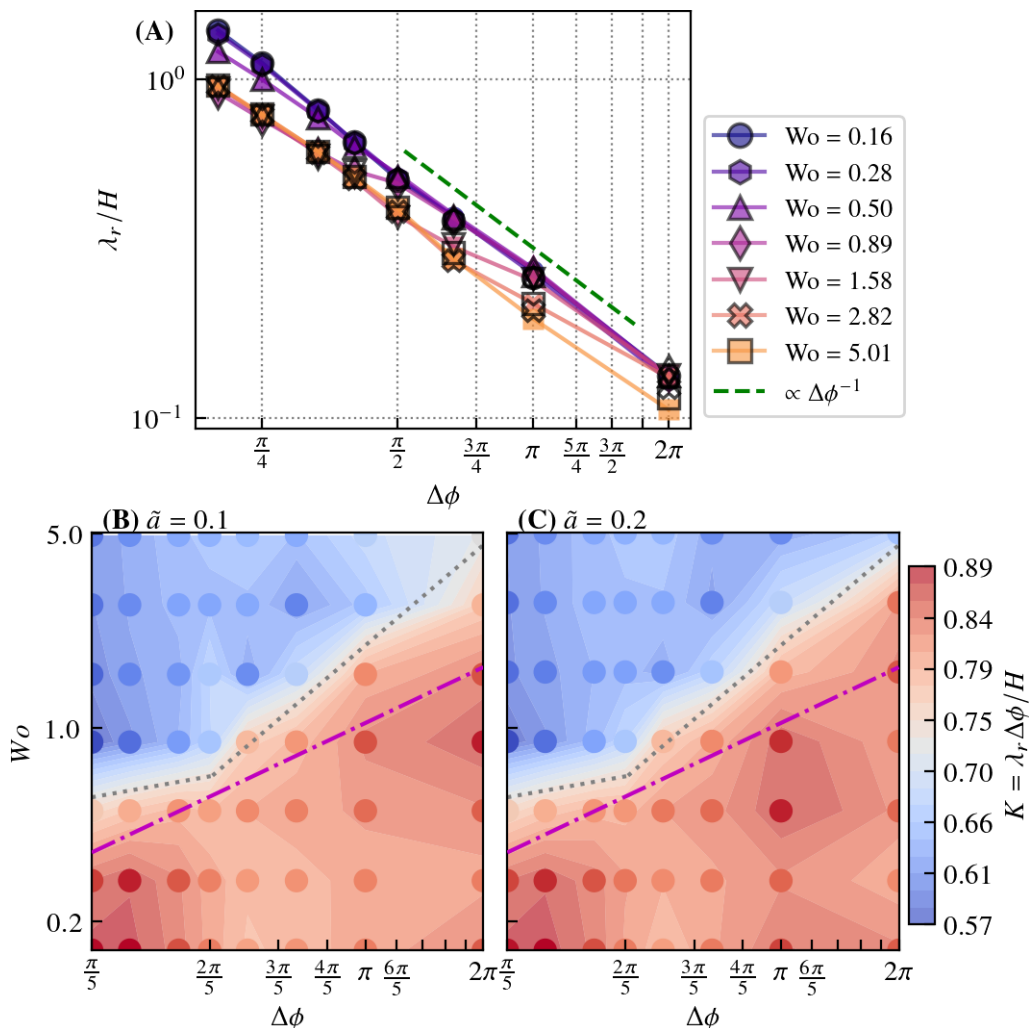 (A)
10⁰
10⁻¹
λᵣ/H
π/4
π/2
3π/4
π
5π/4
3π/2
2π
Δϕ
Wo = 0.16
Wo = 0.28
Wo = 0.50
Wo = 0.89
Wo = 1.58
Wo = 2.82
Wo = 5.01
∝ Δϕ⁻¹
(B) ã = 0.1
5.0
1.0
0.2
Wo
π/5
2π/5
3π/5
4π/5
π
6π/5
2π
Δϕ
(C) ã = 0.2
π/5
2π/5
3π/5
4π/5
π
6π/5
2π
Δϕ
0.89
0.84
0.79
0.75
0.70
0.66
0.61
0.57
K = λᵣ Δϕ/H